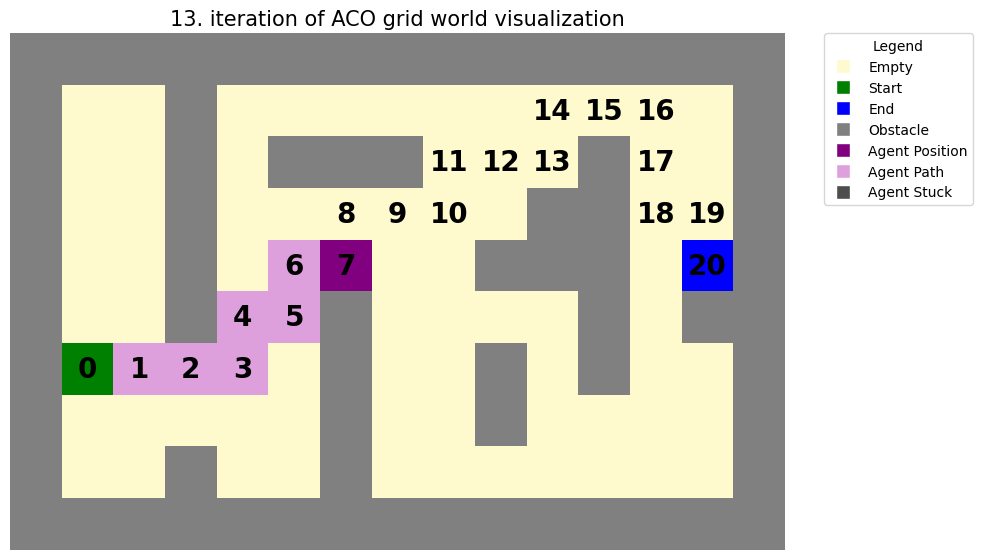 13. iteration of ACO grid world visualization
Legend
Empty
Start
End
Obstacle
Agent Position
Agent Path
Agent Stuck
14 15 16
11 12 13 17
8 9 10 18 19
6 7 20
4 5
0 1 2 3